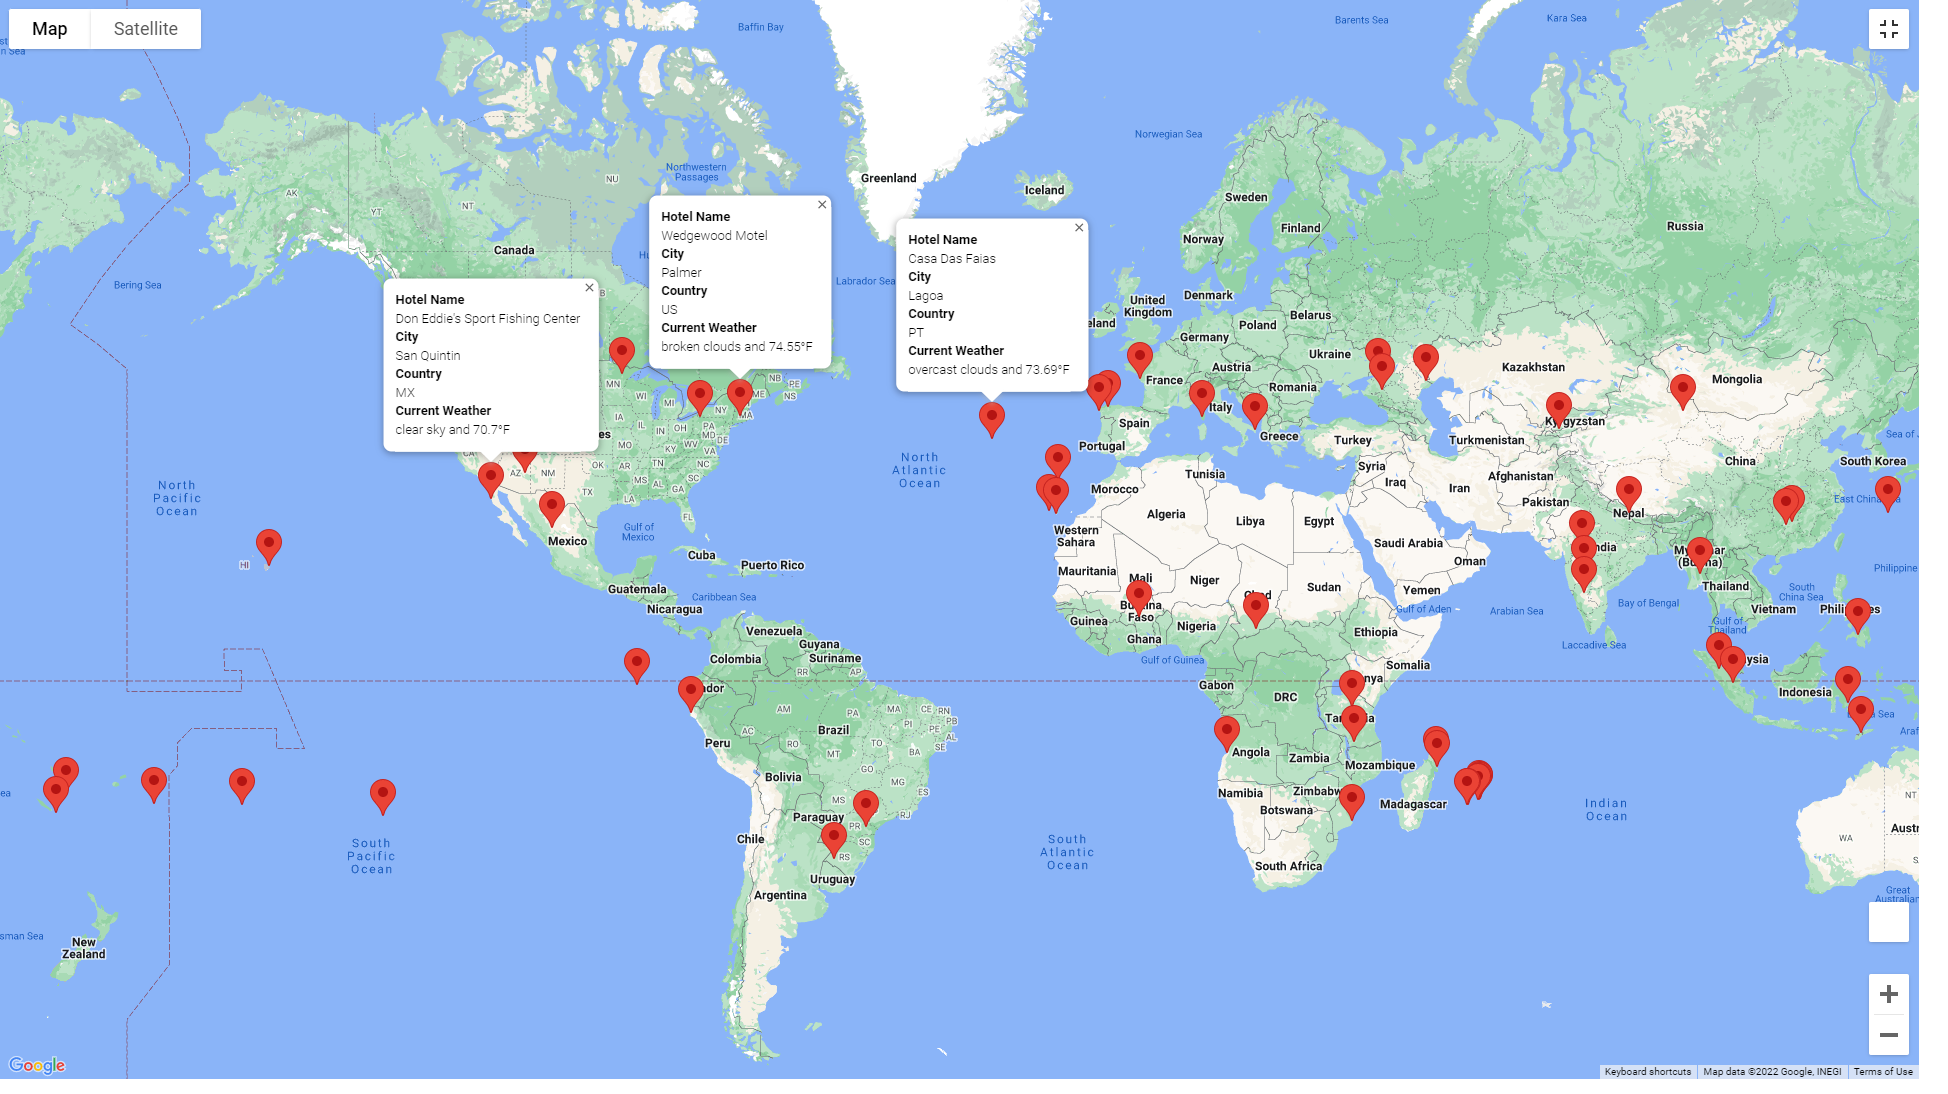 Map
Satellite
Baffin Bay
Barents Sea
Kara Sea
Norwegian Sea
Northwestern
Passages
Greenland
Iceland
AK
YT
NT
NU
Canada
Bering Sea
Labrador Sea
Sweden
Finland
Norway
Russia
Hotel Name
Wedgewood Motel
City
Palmer
Country
US
Current Weather
broken clouds and 74.55°F
Hotel Name
Casa Das Faias
City
Lagoa
Country
PT
Current Weather
overcast clouds and 73.69°F
Hotel Name
Don Eddie's Sport Fishing Center
City
San Quintin
Country
MX
Current Weather
clear sky and 70.7°F
United
Kingdom
Denmark
Belarus
Poland
Germany
Ukraine
Austria
France
Romania
Italy
Spain
Portugal
Greece
Turkey
Kazakhstan
Mongolia
Kyrgyzstan
Turkmenistan
Afghanistan
Pakistan
China
South Korea
East China Sea
Nepal
Syria
Iraq
Iran
Tunisia
Morocco
Algeria
Libya
Egypt
Western
Sahara
Saudi Arabia
Oman
Yemen
Mauritania
Mali
Niger
Sudan
Burkina
Faso
Guinea
Ghana
Nigeria
Ethiopia
Somalia
Gulf of Aden
Arabian Sea
Bay of Bengal
Laccadive Sea
Thailand
Vietnam
Gulf of
Thailand
South
China Sea
Philippine
Indonesia
Gulf of Guinea
Gabon
DRC
Angola
Zambia
Mozambique
Namibia
Botswana
Madagascar
South Africa
MN
WI
MI
IA
IL
IN
OH
NY
PA
MD
DE
WV
VA
NC
SC
KY
TN
MO
KS
OK
AR
MS
AL
GA
LA
TX
NM
AZ
CA
FL
NB
PE
NS
ME
MA
HI
North
Pacific
Ocean
North
Atlantic
Ocean
Gulf of
Mexico
Mexico
Cuba
Puerto Rico
Guatemala
Caribbean Sea
Nicaragua
Venezuela
Guyana
Suriname
Colombia
RR
AP
AM
PA
MA
CE
RN
PB
PE
AL
SE
PI
AC
RO
TO
BA
MT
Brazil
Peru
GO
Bolivia
MG
ES
MS
RJ
Paraguay
PR
SC
RS
Chile
Uruguay
Argentina
South
Pacific
Ocean
South
Atlantic
Ocean
Indian
Ocean
NT
WA
Great
Australian
New
Zealand
Google
Keyboard shortcuts
Map data ©2022 Google, INEGI
Terms of Use